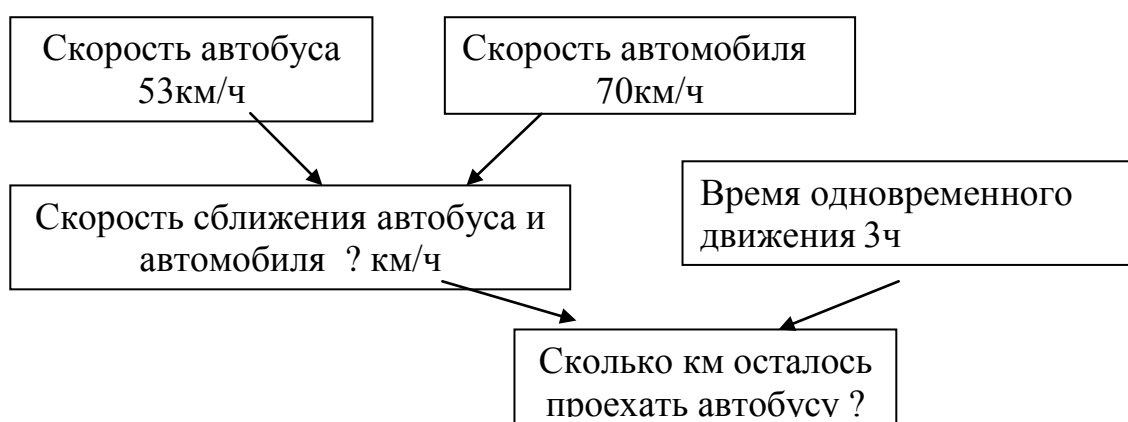 Скорость автобуса
53км/ч
Скорость автомобиля
70км/ч
Скорость сближения автобуса и
автомобиля ? км/ч
Время одновременного
движения 3ч
Сколько км осталось
проехать автобусу ?